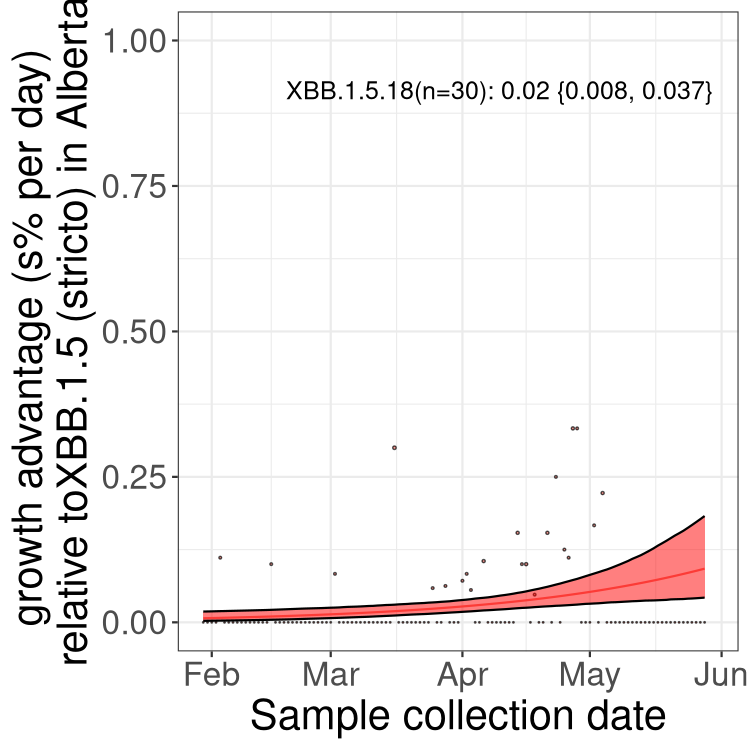 growth advantage (s% per day)
relative toXBB.1.5 (stricto) in Alberta
1.00
0.75
0.50
0.25
0.00
XBB.1.5.18(n=30): 0.02 {0.008, 0.037}
Feb Mar Apr May Jun
Sample collection date